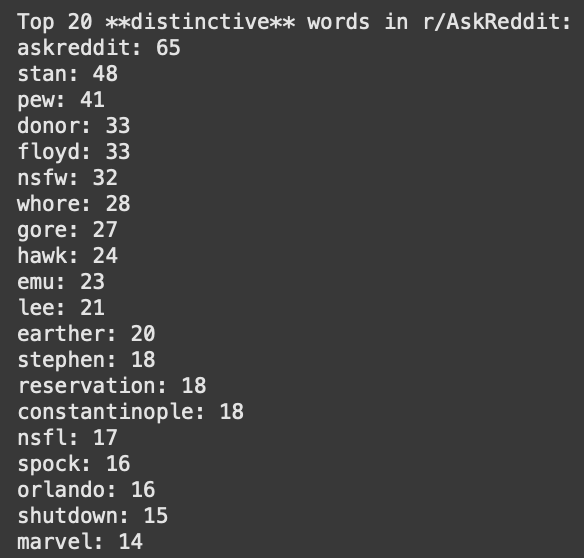 Top 20 **distinctive** words in r/AskReddit:
askreddit: 65
stan: 48
pew: 41
donor: 33
floyd: 33
nsfw: 32
whore: 28
gore: 27
hawk: 24
emu: 23
lee: 21
earther: 20
stephen: 18
reservation: 18
constantinople: 18
nsfl: 17
spock: 16
orlando: 16
shutdown: 15
marvel: 14